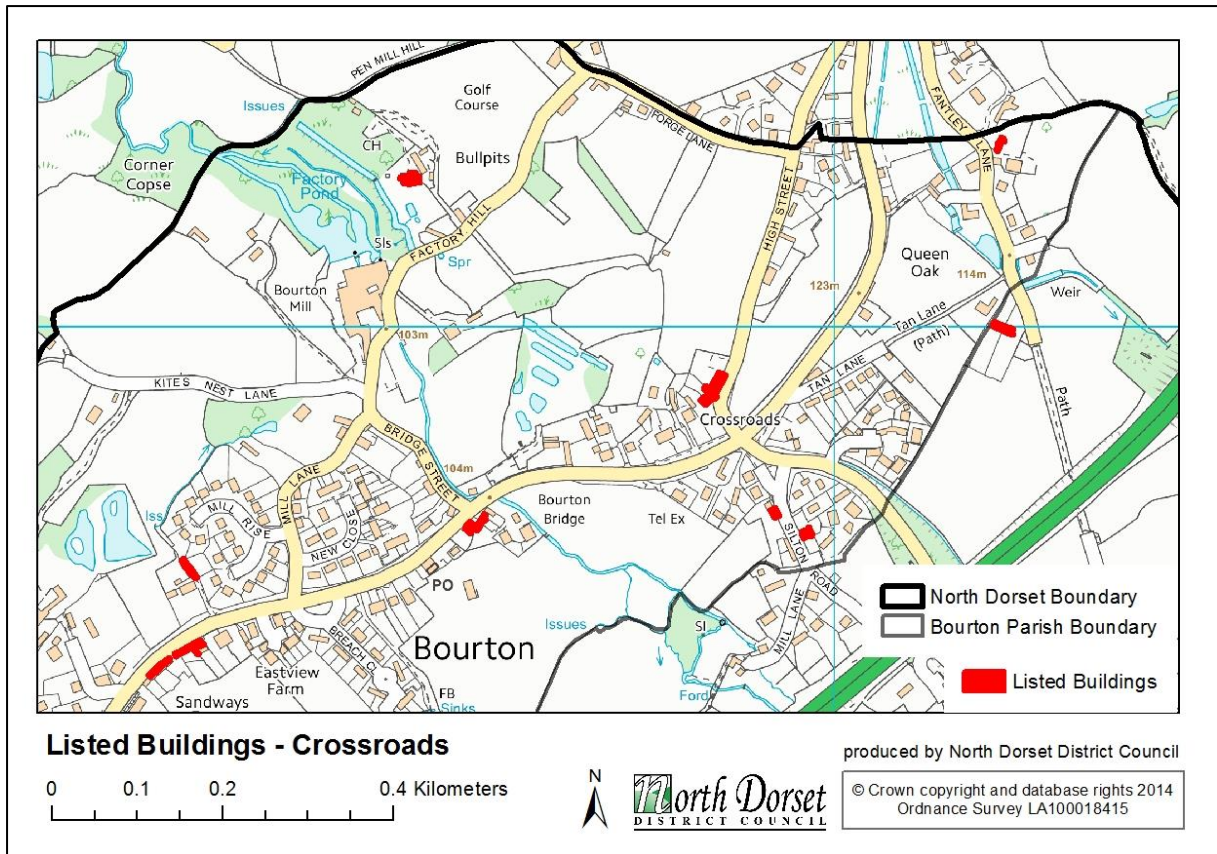 PEN MILL HILL
Issues
Golf
Course
FORGE LANE
FANTLEY LANE
CH
Bullpits
Corner
Copse
Factory
Pond
HIGH STREET
FACTORY HILL
Sls
Spr
Queen
Oak
114m
Weir
123m
Bourton
Mill
Tan Lane
(Path)
103m
KITES NEST LANE
TAN LANE
Path
Crossroads
BRIDGE STREET
MILL LANE
104m
Bourton
Bridge
Tel Ex
Iss
MILL RISE
NEW CLOSE
SILTON ROAD
PO
MILL LANE
Issues
SI
BREACH CL
Bourton
Eastview
Farm
FB
Sinks
Ford
Sandways
North Dorset Boundary
Bourton Parish Boundary
Listed Buildings
Listed Buildings - Crossroads
0 0.1 0.2 0.4 Kilometers
N
North Dorset
DISTRICT COUNCIL
produced by North Dorset District Council
© Crown copyright and database rights 2014
Ordnance Survey LA100018415